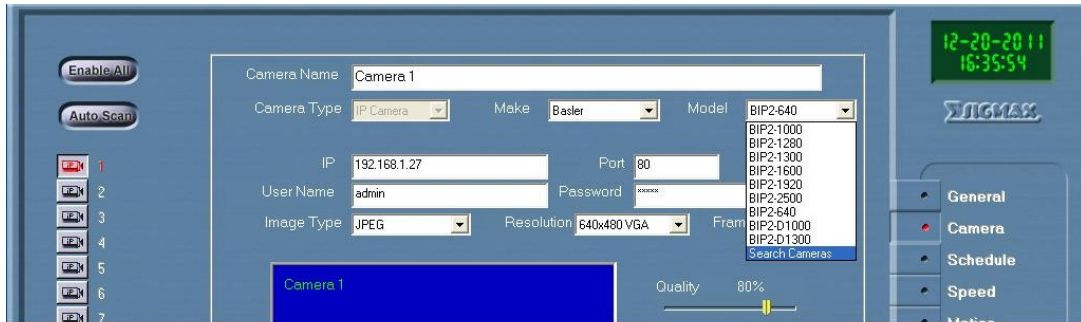 12-20-2011
16:35:54
Enable All
Camera Name Camera 1
Auto Scan
Camera Type IP Camera Make Basler Model BIP2-640
ΣIGMAX
BIP2-1000
BIP2-1280
BIP2-1300
BIP2-1600
BIP2-1920
BIP2-2500
BIP2-640
BIP2-D1000
BIP2-D1300
Search Cameras
IP 192.168.1.27 Port 80
User Name admin Password xxxxx
Image Type JPEG Resolution 640x480 VGA Fram
1
2
3
4
5
6
7
Camera 1
Quality 80%
General
Camera
Schedule
Speed
Motion